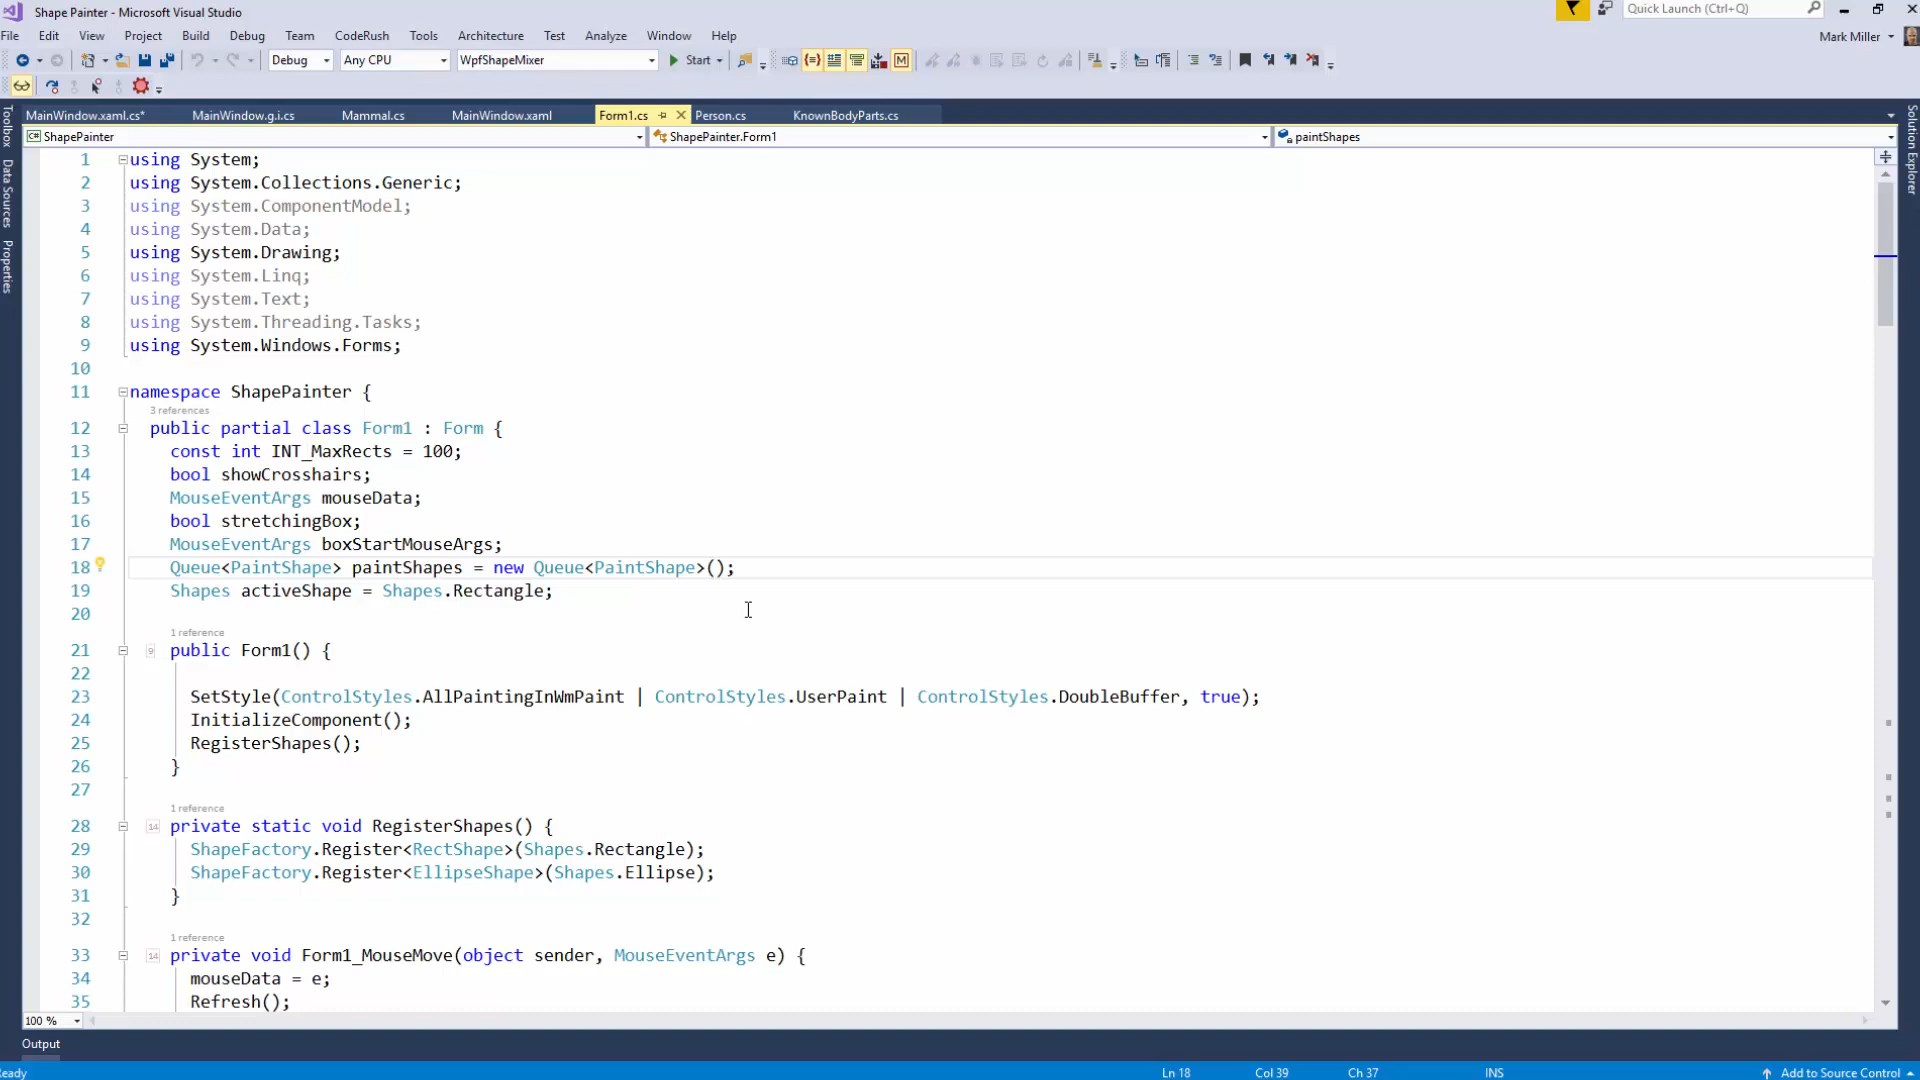 Shape Painter - Microsoft Visual Studio
Quick Launch (Ctrl+Q)
File Edit View Project Build Debug Team CodeRush Tools Architecture Test Analyze Window Help
Mark Miller
Debug Any CPU WpfShapeMixer Start
MainWindow.xaml.cs* MainWindow.g.i.cs Mammal.cs MainWindow.xaml Form1.cs Person.cs KnownBodyParts.cs
ShapePainter ShapePainter.Form1 paintShapes
Toolbox
Data Sources
Properties
Solution Explorer
1 using System;
2 using System.Collections.Generic;
3 using System.ComponentModel;
4 using System.Data;
5 using System.Drawing;
6 using System.Linq;
7 using System.Text;
8 using System.Threading.Tasks;
9 using System.Windows.Forms;
10
11 namespace ShapePainter {
3 references
12 public partial class Form1 : Form {
13 const int INT_MaxRects = 100;
14 bool showCrosshairs;
15 MouseEventArgs mouseData;
16 bool stretchingBox;
17 MouseEventArgs boxStartMouseArgs;
18 Queue<PaintShape> paintShapes = new Queue<PaintShape>();
19 Shapes activeShape = Shapes.Rectangle;
20
1 reference
21 9 public Form1() {
22
23 SetStyle(ControlStyles.AllPaintingInWmPaint | ControlStyles.UserPaint | ControlStyles.DoubleBuffer, true);
24 InitializeComponent();
25 RegisterShapes();
26 }
27
1 reference
28 14 private static void RegisterShapes() {
29 ShapeFactory.Register<RectShape>(Shapes.Rectangle);
30 ShapeFactory.Register<EllipseShape>(Shapes.Ellipse);
31 }
32
1 reference
33 14 private void Form1_MouseMove(object sender, MouseEventArgs e) {
34 mouseData = e;
35 Refresh();
100 %
Output
Ready Ln 18 Col 39 Ch 37 INS Add to Source Control